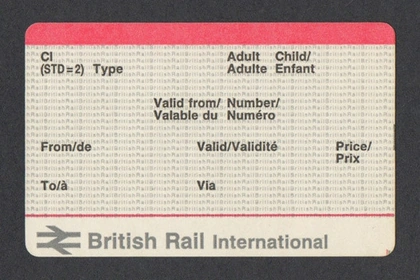 CI Adult Child/
(STD=2) Type Adulte Enfant
Valid from/ Number/
Valable du Numéro
From/de Valid/Validité Price/
Prix
To/à Via
British Rail International